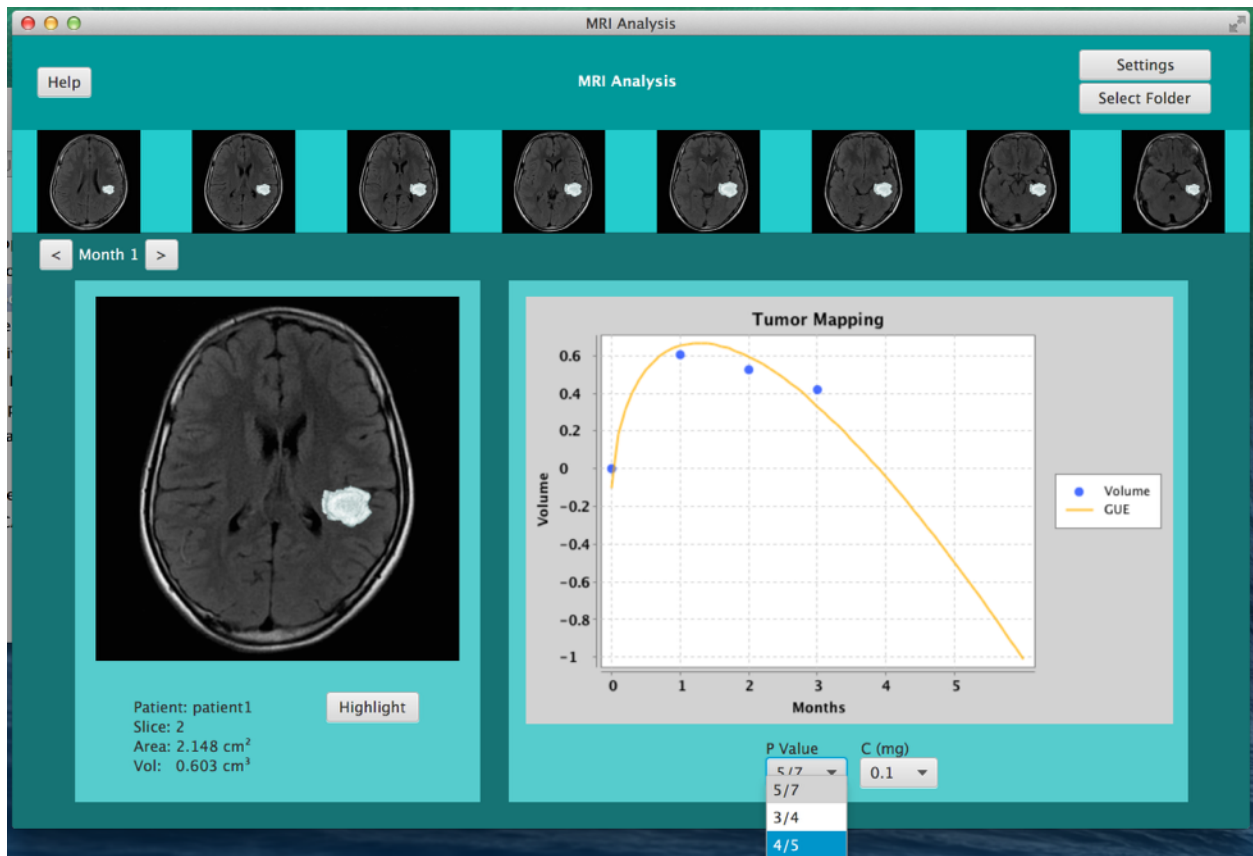 MRI Analysis
Help
MRI Analysis
Settings
Select Folder
< Month 1 >
Tumor Mapping
0.6
0.4
0.2
0
-0.2
-0.4
-0.6
-0.8
-1
Volume
0 1 2 3 4 5
Months
Volume
GUE
Patient: patient1
Slice: 2
Area: 2.148 cm²
Vol: 0.603 cm³
Highlight
P Value C (mg)
5/7 0.1
5/7
3/4
4/5